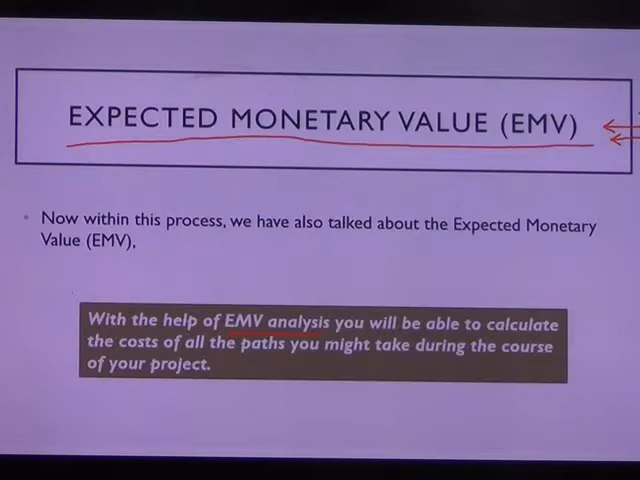 EXPECTED MONETARY VALUE (EMV)
• Now within this process, we have also talked about the Expected Monetary
Value (EMV),
With the help of EMV analysis you will be able to calculate
the costs of all the paths you might take during the course
of your project.